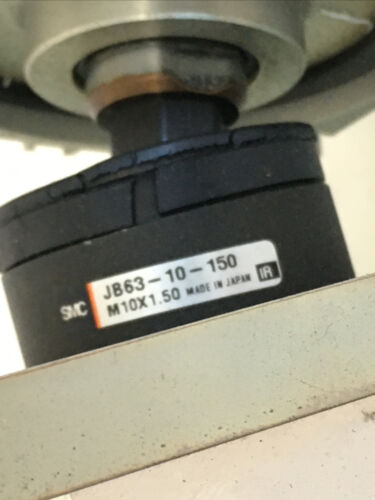 SMC
JB63-10-150
M10X1.50 MADE IN JAPAN IR